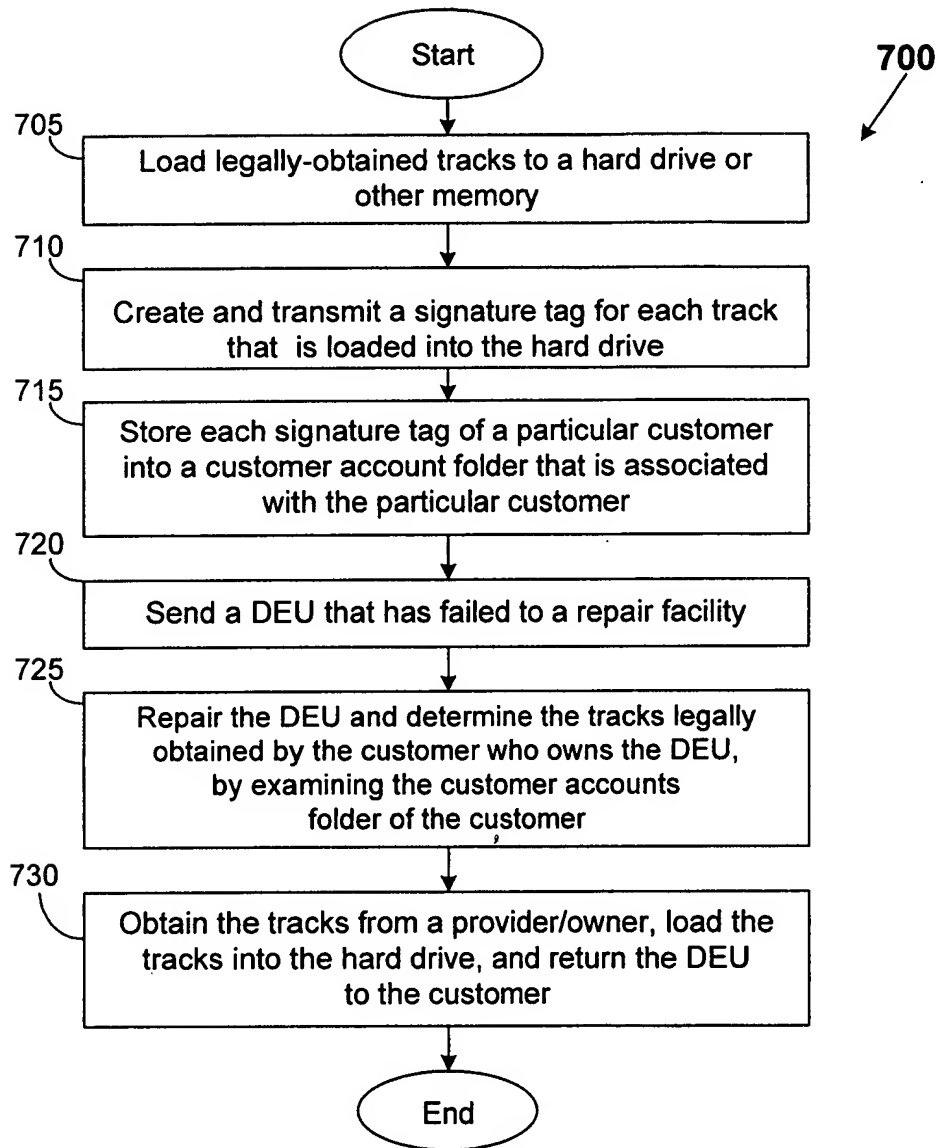 Start
700
705
Load legally-obtained tracks to a hard drive or
other memory
710
Create and transmit a signature tag for each track
that is loaded into the hard drive
715
Store each signature tag of a particular customer
into a customer account folder that is associated
with the particular customer
720
Send a DEU that has failed to a repair facility
725
Repair the DEU and determine the tracks legally
obtained by the customer who owns the DEU,
by examining the customer accounts
folder of the customer
730
Obtain the tracks from a provider/owner, load the
tracks into the hard drive, and return the DEU
to the customer
End